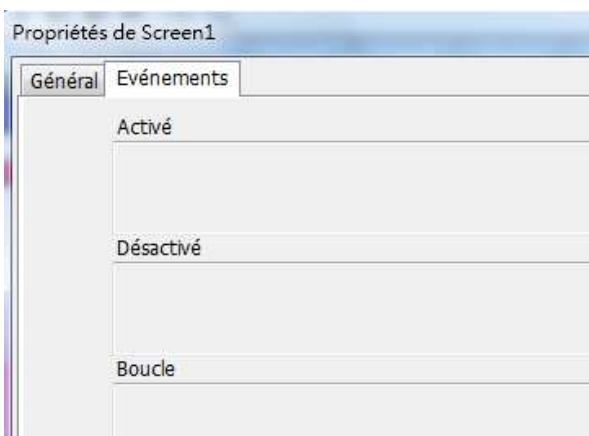 Propriétés de Screen1
Général Evénements
Activé
Désactivé
Boucle